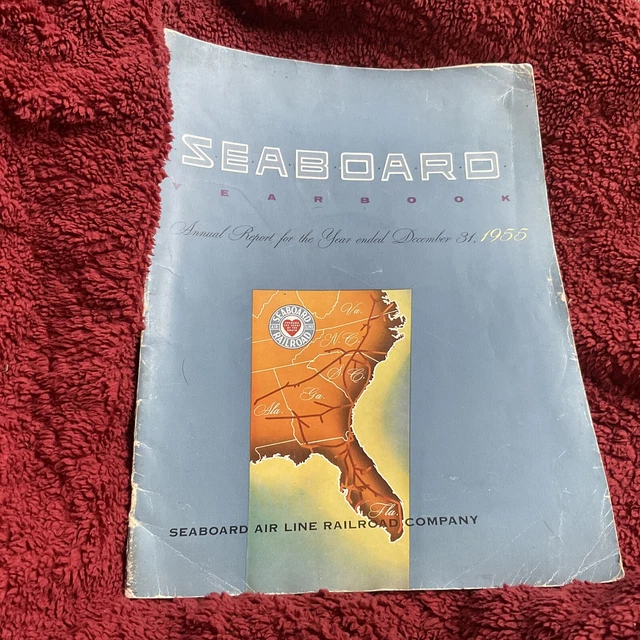 S·E·A·B·O·A·R·D
YEARBOOK
Annual Report for the Year ended December 31, 1955
SEABOARD
RAILROAD
Va.
N.C.
S.C.
Ga.
Ala.
Fla.
SEABOARD AIR LINE RAILROAD COMPANY